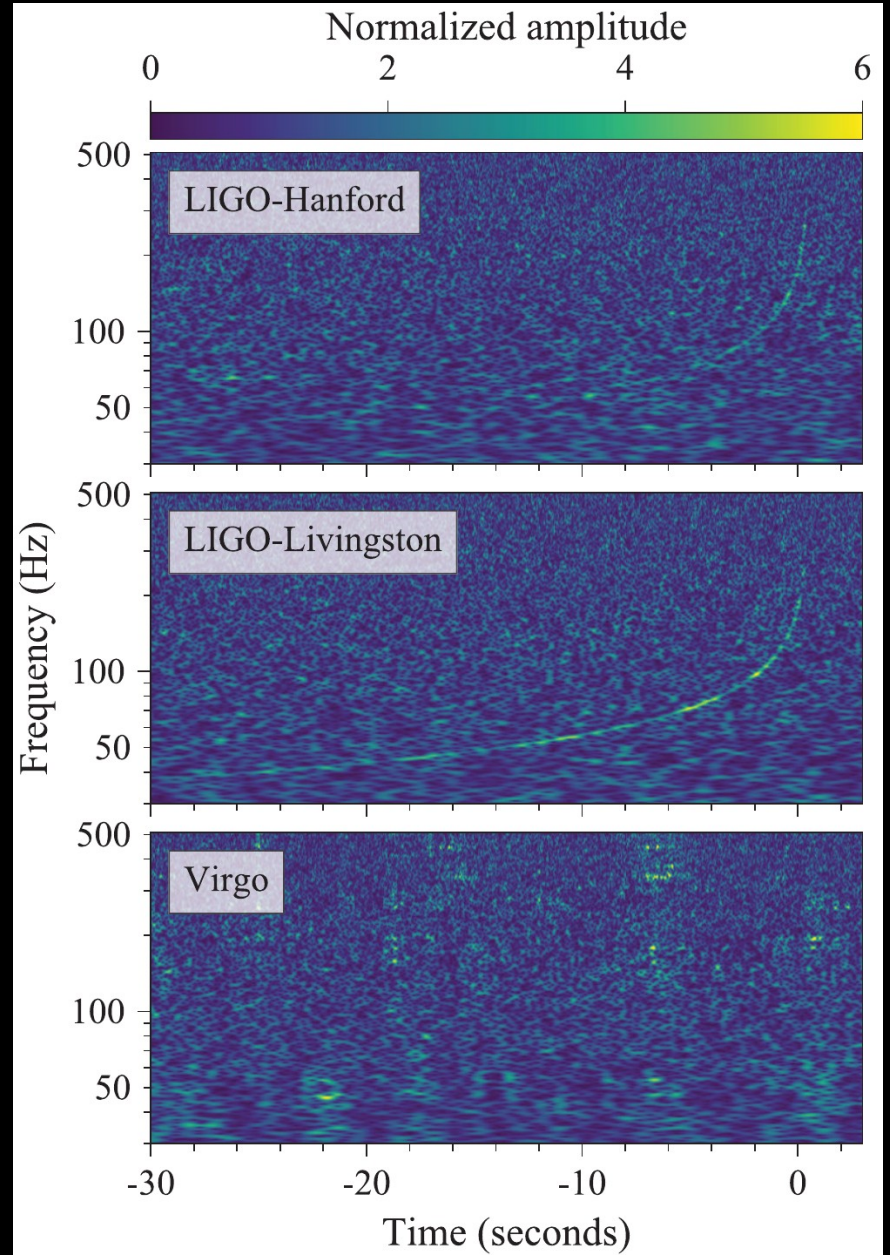 Normalized amplitude
0 2 4 6
500
LIGO-Hanford
100
50
500
LIGO-Livingston
100
50
Frequency (Hz)
500
Virgo
100
50
-30 -20 -10 0
Time (seconds)